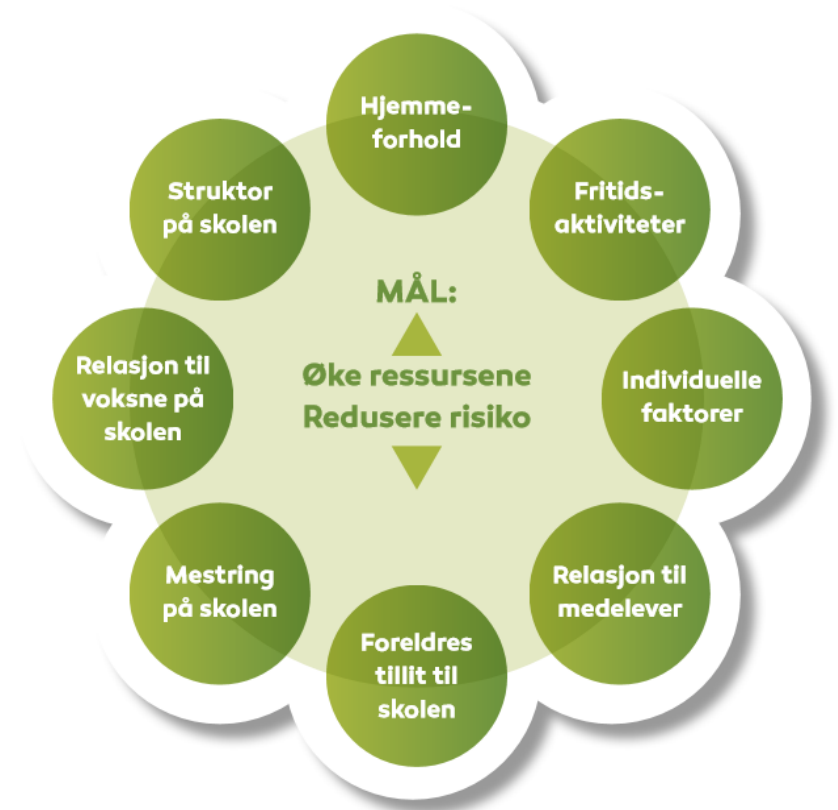 Hjemme-
forhold
Fritids-
aktiviteter
Individuelle
faktorer
Relasjon til
medelever
Foreldres
tillit til
skolen
Mestring
på skolen
Relasjon til
voksne på
skolen
Struktor
på skolen
MÅL:
Øke ressursene
Redusere risiko